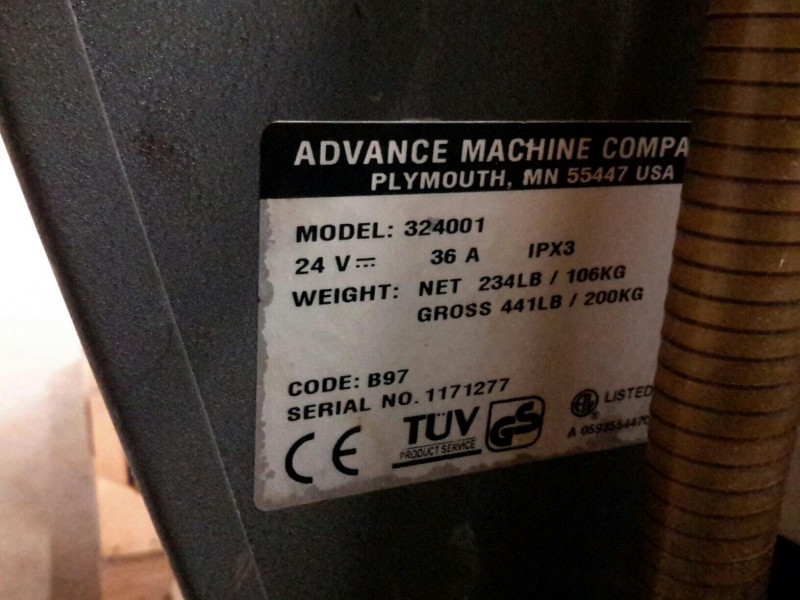 ADVANCE MACHINE COMPA
PLYMOUTH, MN 55447 USA
MODEL: 324001
24 V 36 A IPX3
WEIGHT: NET 234LB / 106KG
GROSS 441LB / 200KG
CODE: B97
SERIAL NO. 1171277
CE TÜV GS LISTED
PRODUCT SERVICE